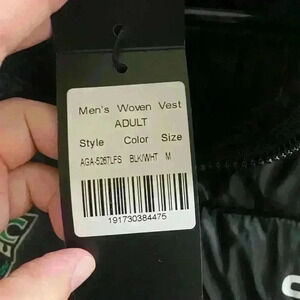 Men's Woven Vest
ADULT
Style Color Size
AGA-5267LFS BLK/WHT M
191730384475